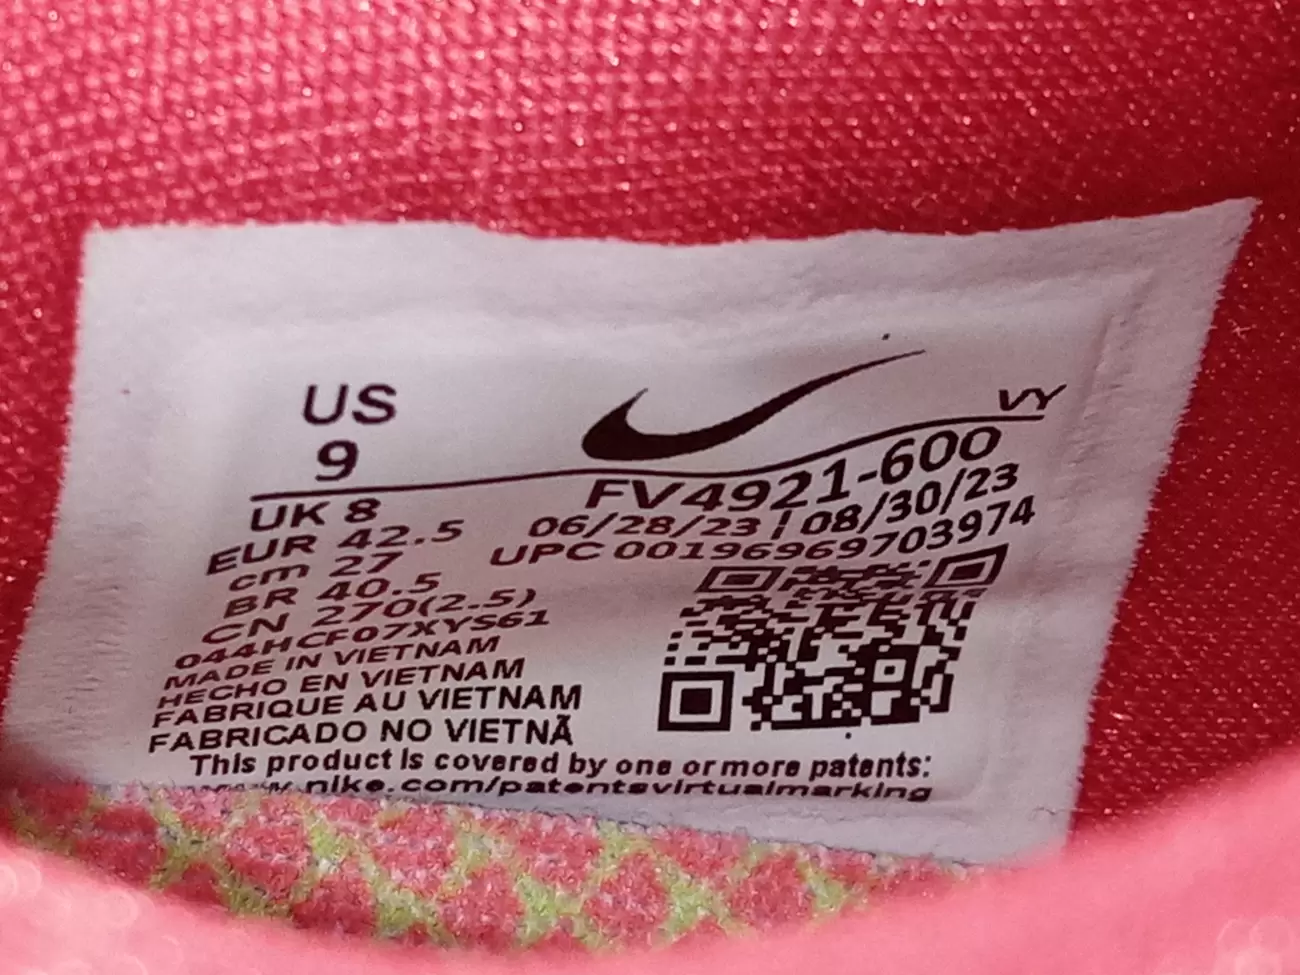 US
9
VY
UK 8
FV4921-600
EUR 42.5
06/28/23 | 08/30/23
cm 27
UPC 00196969703974
BR 40.5
CN 270(2.5)
044HCF07XYS61
MADE IN VIETNAM
HECHO EN VIETNAM
FABRIQUE AU VIETNAM
FABRICADO NO VIETNÃ
This product is covered by one or more patents:
www.nike.com/patentsvirtualmarking